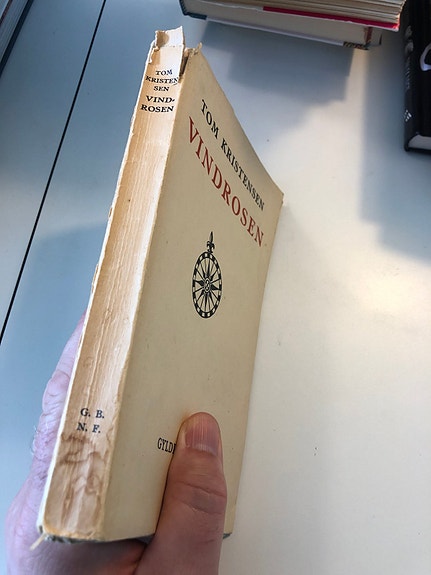 TOM
KRISTEN
SEN
VIND-
ROSEN
G. B.
N. F.
TOM KRISTENSEN
VINDROSEN